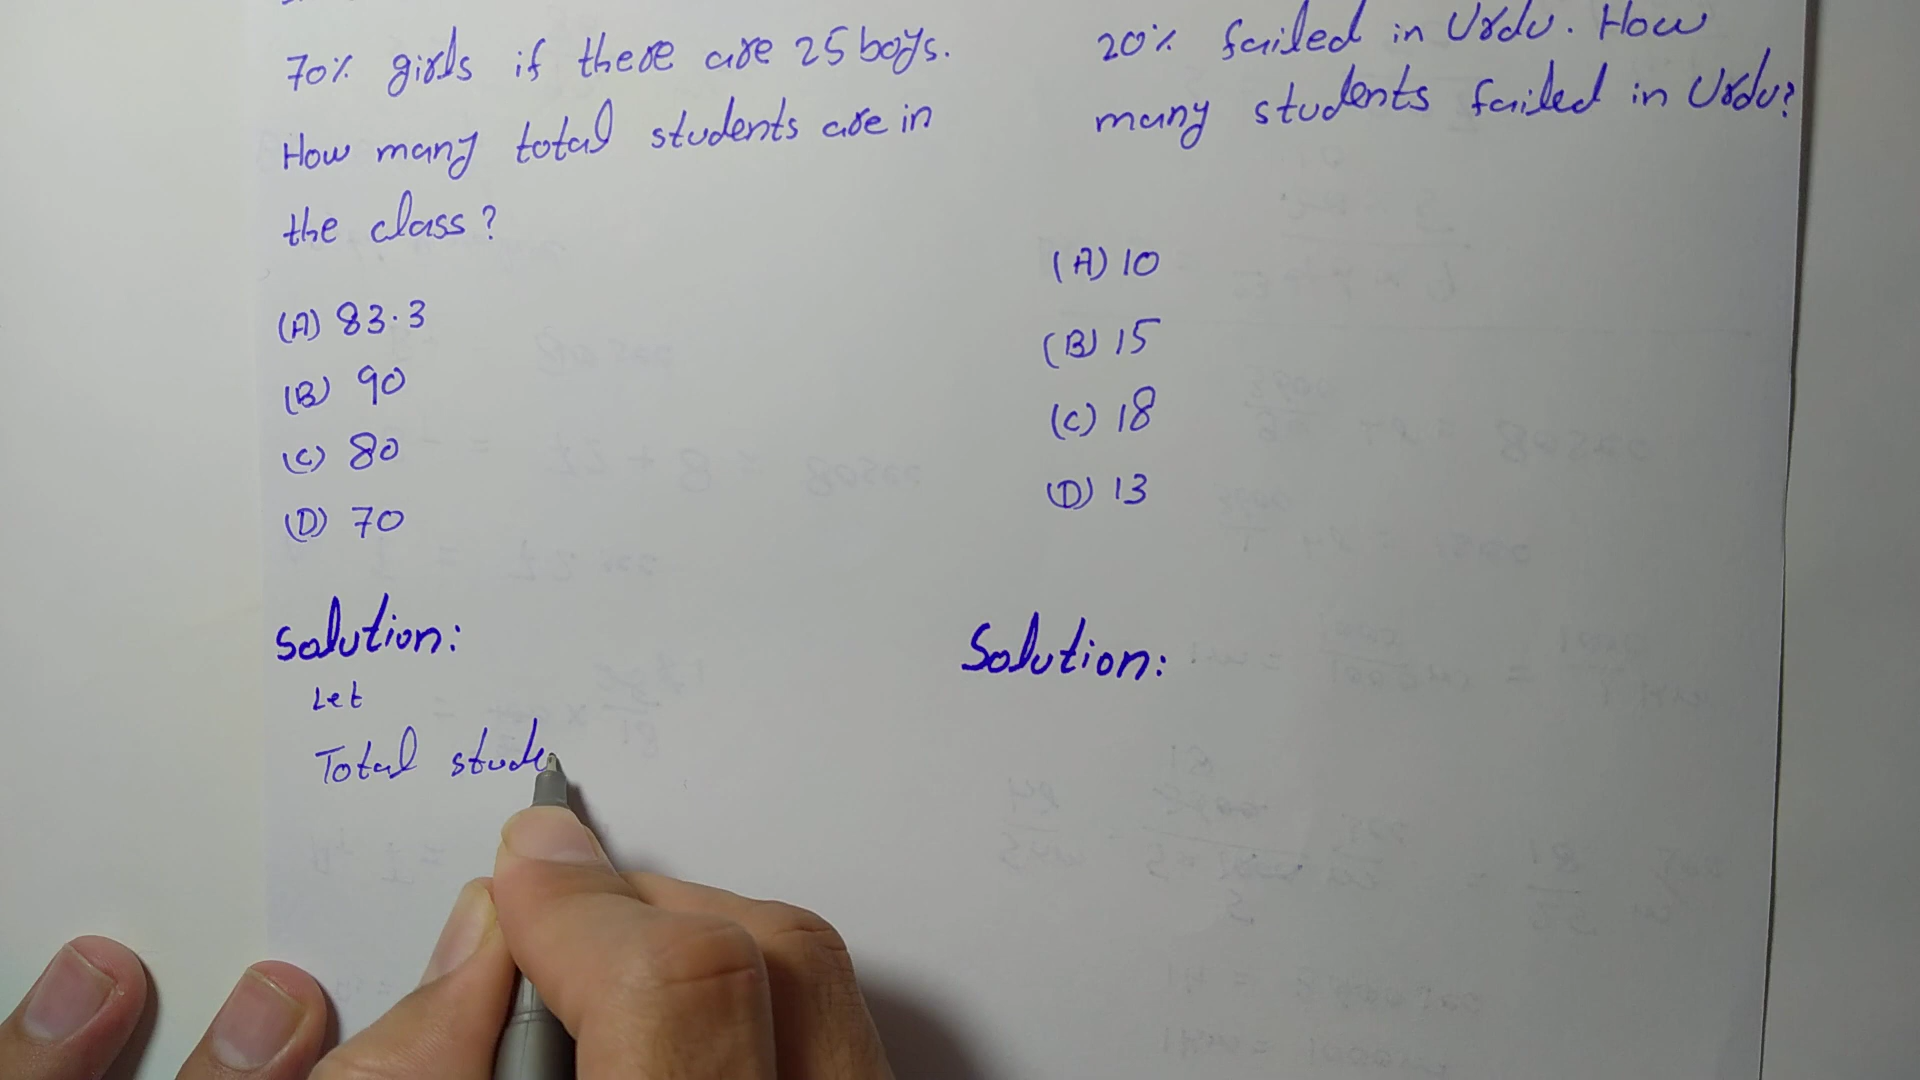 70% girls if there are 25 boys.
How many total students are in
the class?
(A) 83.3
(B) 90
(C) 80
(D) 70
Solution:
Let
Total stude
20% failed in Urdu. How
many students failed in Urdu?
(A) 10
(B) 15
(C) 18
(D) 13
Solution: